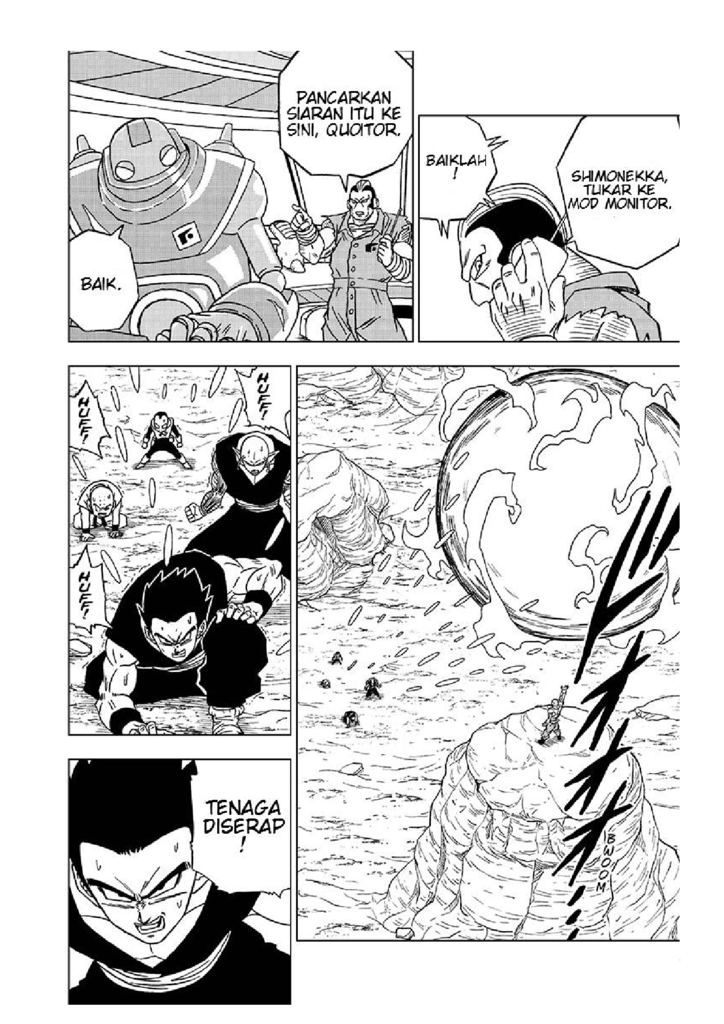 SHIMONEKKA,
TUKAR KE
MOD MONITOR.
BAIKLAH
!
PANCARKAN
SIARAN ITU KE
SINI, QUOITOR.
BAIK.
BWOOM
HUFF!
HUFF!
HUFF!
TENAGA
DISERAP
!